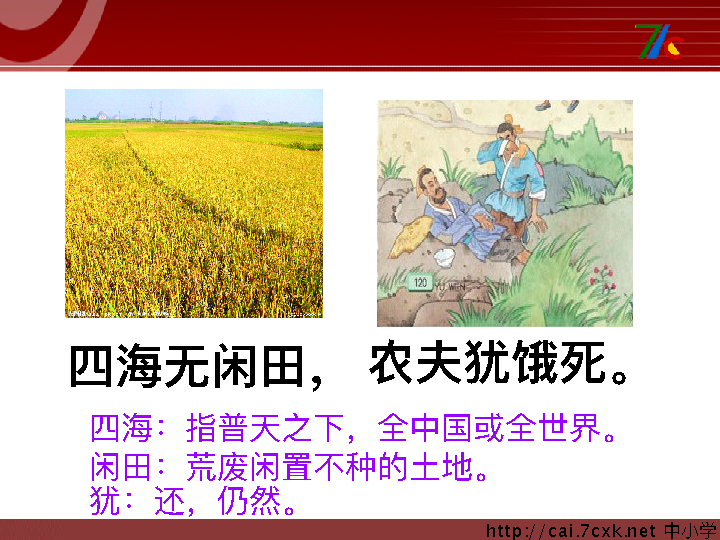 7c
120 YU WEN
四海无闲田，农夫犹饿死。
四海：指普天之下，全中国或全世界。
闲田：荒废闲置不种的土地。
犹：还，仍然。
http://cai.7cxk.net 中小学